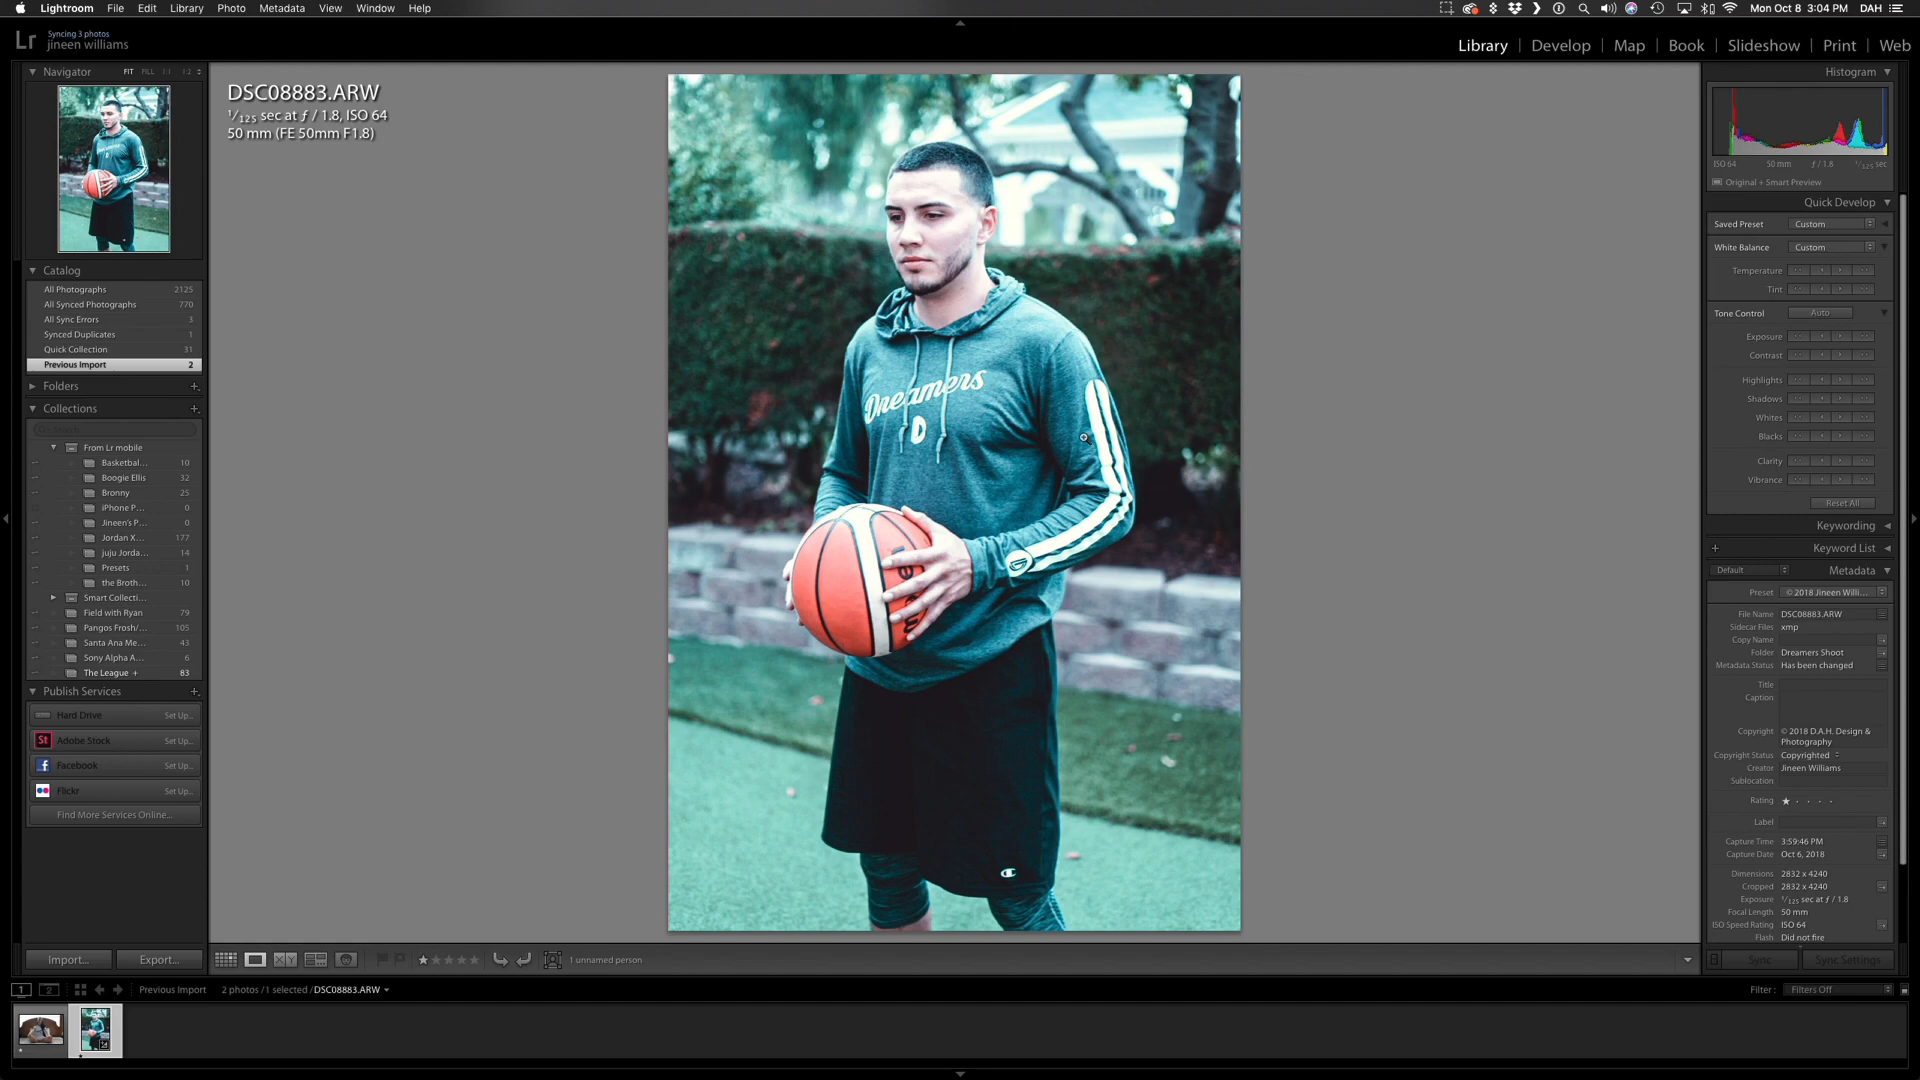 Lightroom File Edit Library Photo Metadata View Window Help
Mon Oct 8 3:04 PM DAH
Lr Syncing 3 photos
jineen williams
Library Develop Map Book Slideshow Print Web
Navigator FIT FILL 1:1 1:2
Catalog
All Photographs 2125
All Synced Photographs 770
All Sync Errors 3
Synced Duplicates 1
Quick Collection 31
Previous Import 2
Folders
Collections
From Lr mobile
Basketbal... 10
Boogie Ellis 32
Bronny 25
iPhone P... 0
Jineen's P... 0
Jordan X... 177
juju Jorda... 14
Presets 1
the Broth... 10
Smart Collecti...
Field with Ryan 79
Pangos Frosh/... 105
Santa Ana Me... 43
Sony Alpha A... 6
The League + 83
Publish Services
Hard Drive Set Up...
St Adobe Stock Set Up...
Facebook Set Up...
Flickr Set Up...
Find More Services Online...
Import... Export...
DSC08883.ARW
1/125 sec at ƒ / 1.8, ISO 64
50 mm (FE 50mm F1.8)
Dreamers
D
1 unnamed person
Histogram
ISO 64 50 mm ƒ / 1.8 1/125 sec
Original + Smart Preview
Quick Develop
Saved Preset Custom
White Balance Custom
Temperature
Tint
Tone Control Auto
Exposure
Contrast
Highlights
Shadows
Whites
Blacks
Clarity
Vibrance
Reset All
Keywording
Keyword List
Default Metadata
Preset © 2018 Jineen Willi...
File Name DSC08883.ARW
Sidecar Files xmp
Copy Name
Folder Dreamers Shoot
Metadata Status Has been changed
Title
Caption
Copyright © 2018 D.A.H. Design &
Photography
Copyright Status Copyrighted
Creator Jineen Williams
Sublocation
Rating
Label
Capture Time 3:59:46 PM
Capture Date Oct 6, 2018
Dimensions 2832 x 4240
Cropped 2832 x 4240
Exposure 1/125 sec at ƒ / 1.8
Focal Length 50 mm
ISO Speed Rating ISO 64
Flash Did not fire
Sync Sync Settings
1 2 Previous Import 2 photos / 1 selected / DSC08883.ARW
Filter : Filters Off